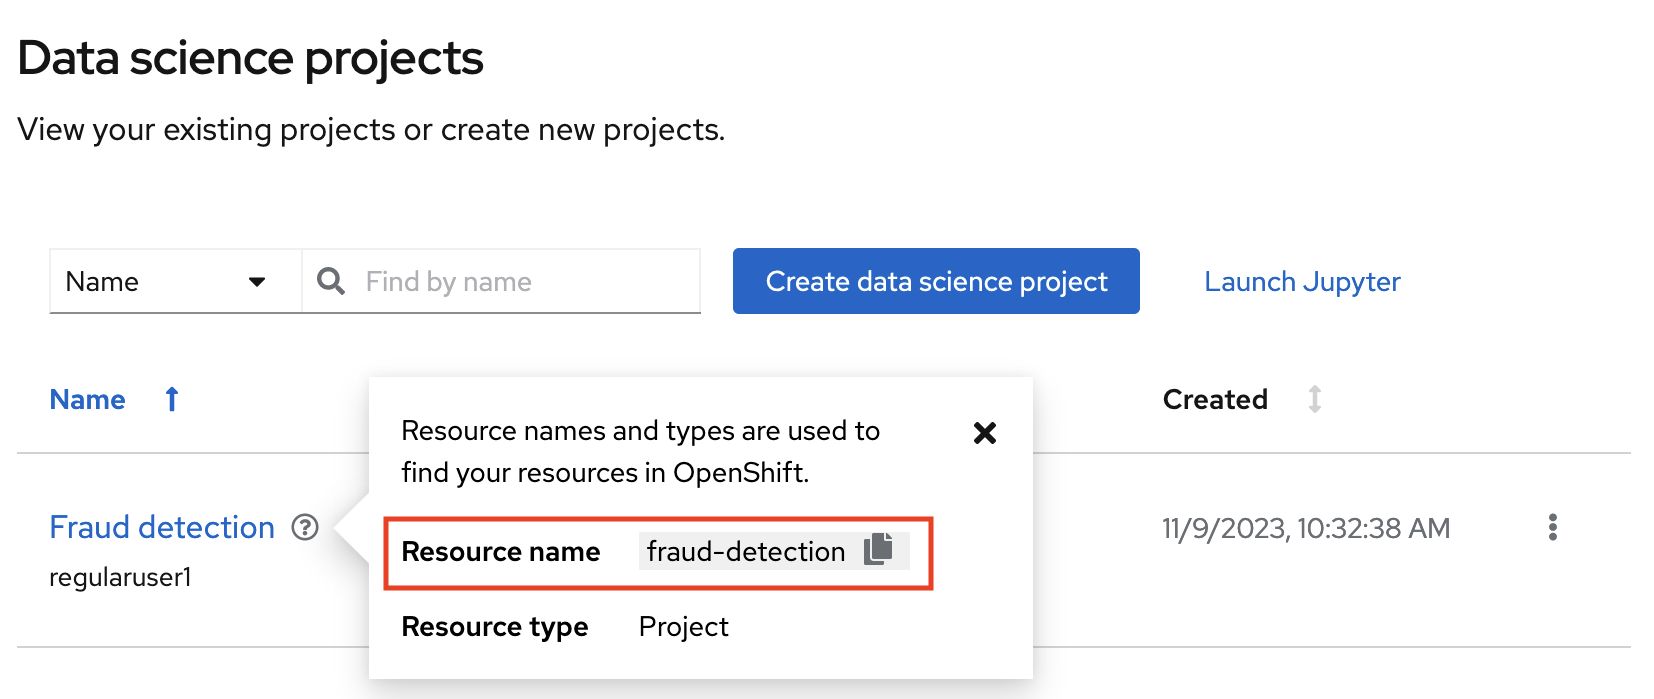 Data science projects
View your existing projects or create new projects.
Name
Find by name
Create data science project
Launch Jupyter
Name
Created
Resource names and types are used to
find your resources in OpenShift.
Fraud detection
regularuser1
Resource name fraud-detection
Resource type Project
11/9/2023, 10:32:38 AM